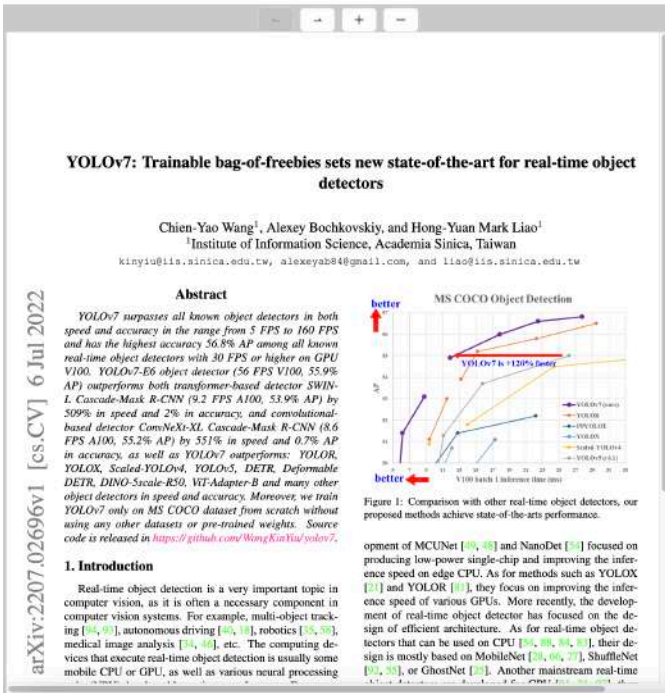 YOLOv7: Trainable bag-of-freebies sets new state-of-the-art for real-time object
detectors
Chien-Yao Wang1, Alexey Bochkovskiy, and Hong-Yuan Mark Liao1
1Institute of Information Science, Academia Sinica, Taiwan
kinyiu@iis.sinica.edu.tw, alexeyab84@gmail.com, and liao@iis.sinica.edu.tw
arXiv:2207.02696v1 [cs.CV] 6 Jul 2022
Abstract
YOLOv7 surpasses all known object detectors in both
speed and accuracy in the range from 5 FPS to 160 FPS
and has the highest accuracy 56.8% AP among all known
real-time object detectors with 30 FPS or higher on GPU
V100. YOLOv7-E6 object detector (56 FPS V100, 55.9%
AP) outperforms both transformer-based detector SWIN-
L Cascade-Mask R-CNN (9.2 FPS A100, 53.9% AP) by
509% in speed and 2% in accuracy, and convolutional-
based detector ConvNeXt-XL Cascade-Mask R-CNN (8.6
FPS A100, 55.2% AP) by 551% in speed and 0.7% AP
in accuracy, as well as YOLOv7 outperforms: YOLOR,
YOLOX, Scaled-YOLOv4, YOLOv5, DETR, Deformable
DETR, DINO-5scale-R50, ViT-Adapter-B and many other
object detectors in speed and accuracy. Moreover, we train
YOLOv7 only on MS COCO dataset from scratch without
using any other datasets or pre-trained weights. Source
code is released in https://github.com/WongKinYiu/yolov7.
1. Introduction
Real-time object detection is a very important topic in
computer vision, as it is often a necessary component in
computer vision systems. For example, multi-object track-
ing [94, 93], autonomous driving [40, 18], robotics [35, 58],
medical image analysis [34, 46], etc. The computing de-
vices that execute real-time object detection is usually some
mobile CPU or GPU, as well as various neural processing
better
MS COCO Object Detection
YOLOv7 is +120% faster
AP
YOLOv7 (ours)
YOLOR
PPYOLOE
YOLOX
Scaled-YOLOv4
YOLOv5 (r6.1)
better
V100 batch 1 inference time (ms)
Figure 1: Comparison with other real-time object detectors, our
proposed methods achieve state-of-the-arts performance.
opment of MCUNet [49, 48] and NanoDet [54] focused on
producing low-power single-chip and improving the infer-
ence speed on edge CPU. As for methods such as YOLOX
[21] and YOLOR [81], they focus on improving the infer-
ence speed of various GPUs. More recently, the develop-
ment of real-time object detector has focused on the de-
sign of efficient architecture. As for real-time object de-
tectors that can be used on CPU [54, 88, 84, 83], their de-
sign is mostly based on MobileNet [28, 66, 27], ShuffleNet
[92, 55], or GhostNet [25]. Another mainstream real-time